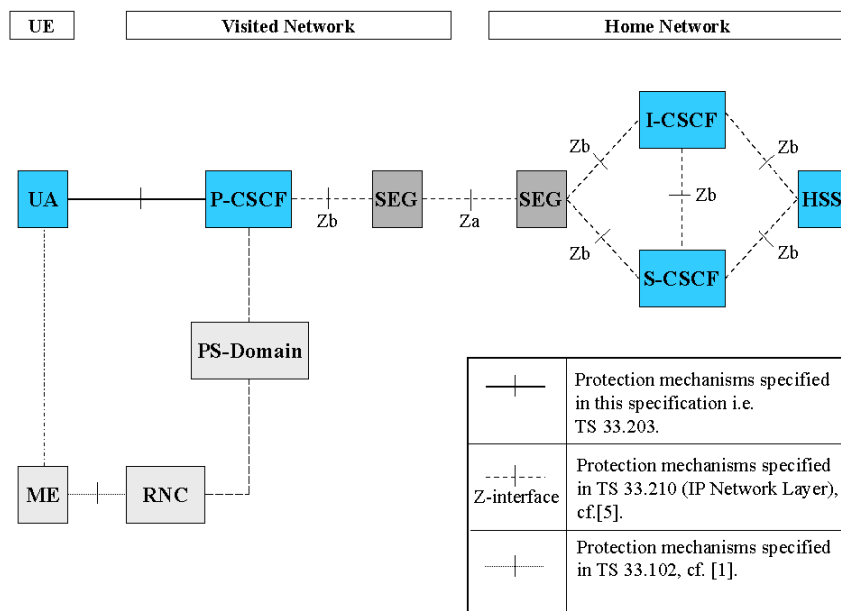 UE
Visited Network
Home Network
I-CSCF
Zb
Zb
UA
P-CSCF
SEG
SEG
Zb
HSS
Zb
Za
Zb
Zb
S-CSCF
PS-Domain
Protection mechanisms specified
in this specification i.e.
TS 33.203.
ME
RNC
Z-interface
Protection mechanisms specified
in TS 33.210 (IP Network Layer),
cf.[5].
Protection mechanisms specified
in TS 33.102, cf. [1].